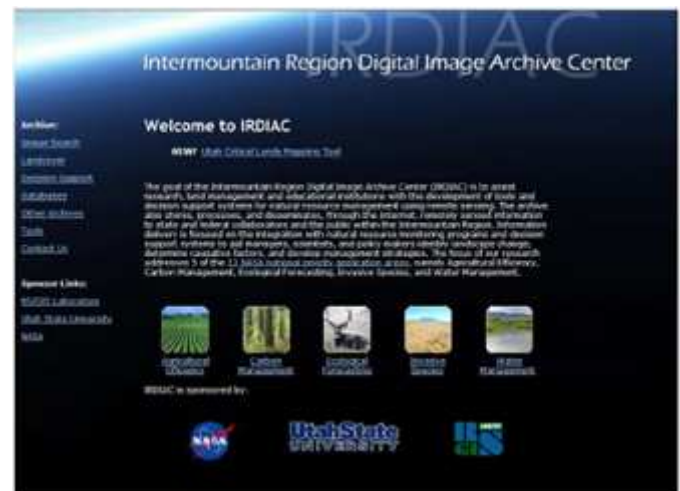 IRDIAC
Intermountain Region Digital Image Archive Center
Archive:
Image Search
Landcover
Decision Support
Databases
Other Archives
Tools
Contact Us
Sponsor Links:
RS/GIS Laboratory
Utah State University
NASA
Welcome to IRDIAC
NEW! Utah Critical Lands Mapping Tool
The goal of the Intermountain Region Digital Image Archive Center (IRDIAC) is to assist
research, land management and educational institutions with the development of tools and
decision support systems for natural resource management using remote sensing. The archive
also stores, processes, and disseminates, through the internet, remotely sensed information
to state and federal collaborators and the public within the Intermountain Region. Information
delivery is focused on the integration with natural resource monitoring programs and decision
support systems to aid managers, scientists, and policy makers identify landscape change,
determine causative factors, and develop management strategies. The focus of our research
addresses 5 of the 12 NASA national priority application areas, namely Agricultural Efficiency,
Carbon Management, Ecological Forecasting, Invasive Species, and Water Management.
Agricultural
Efficiency
Carbon
Management
Ecological
Forecasting
Invasive
Species
Water
Management
IRDIAC is sponsored by:
NASA
UtahState
UNIVERSITY